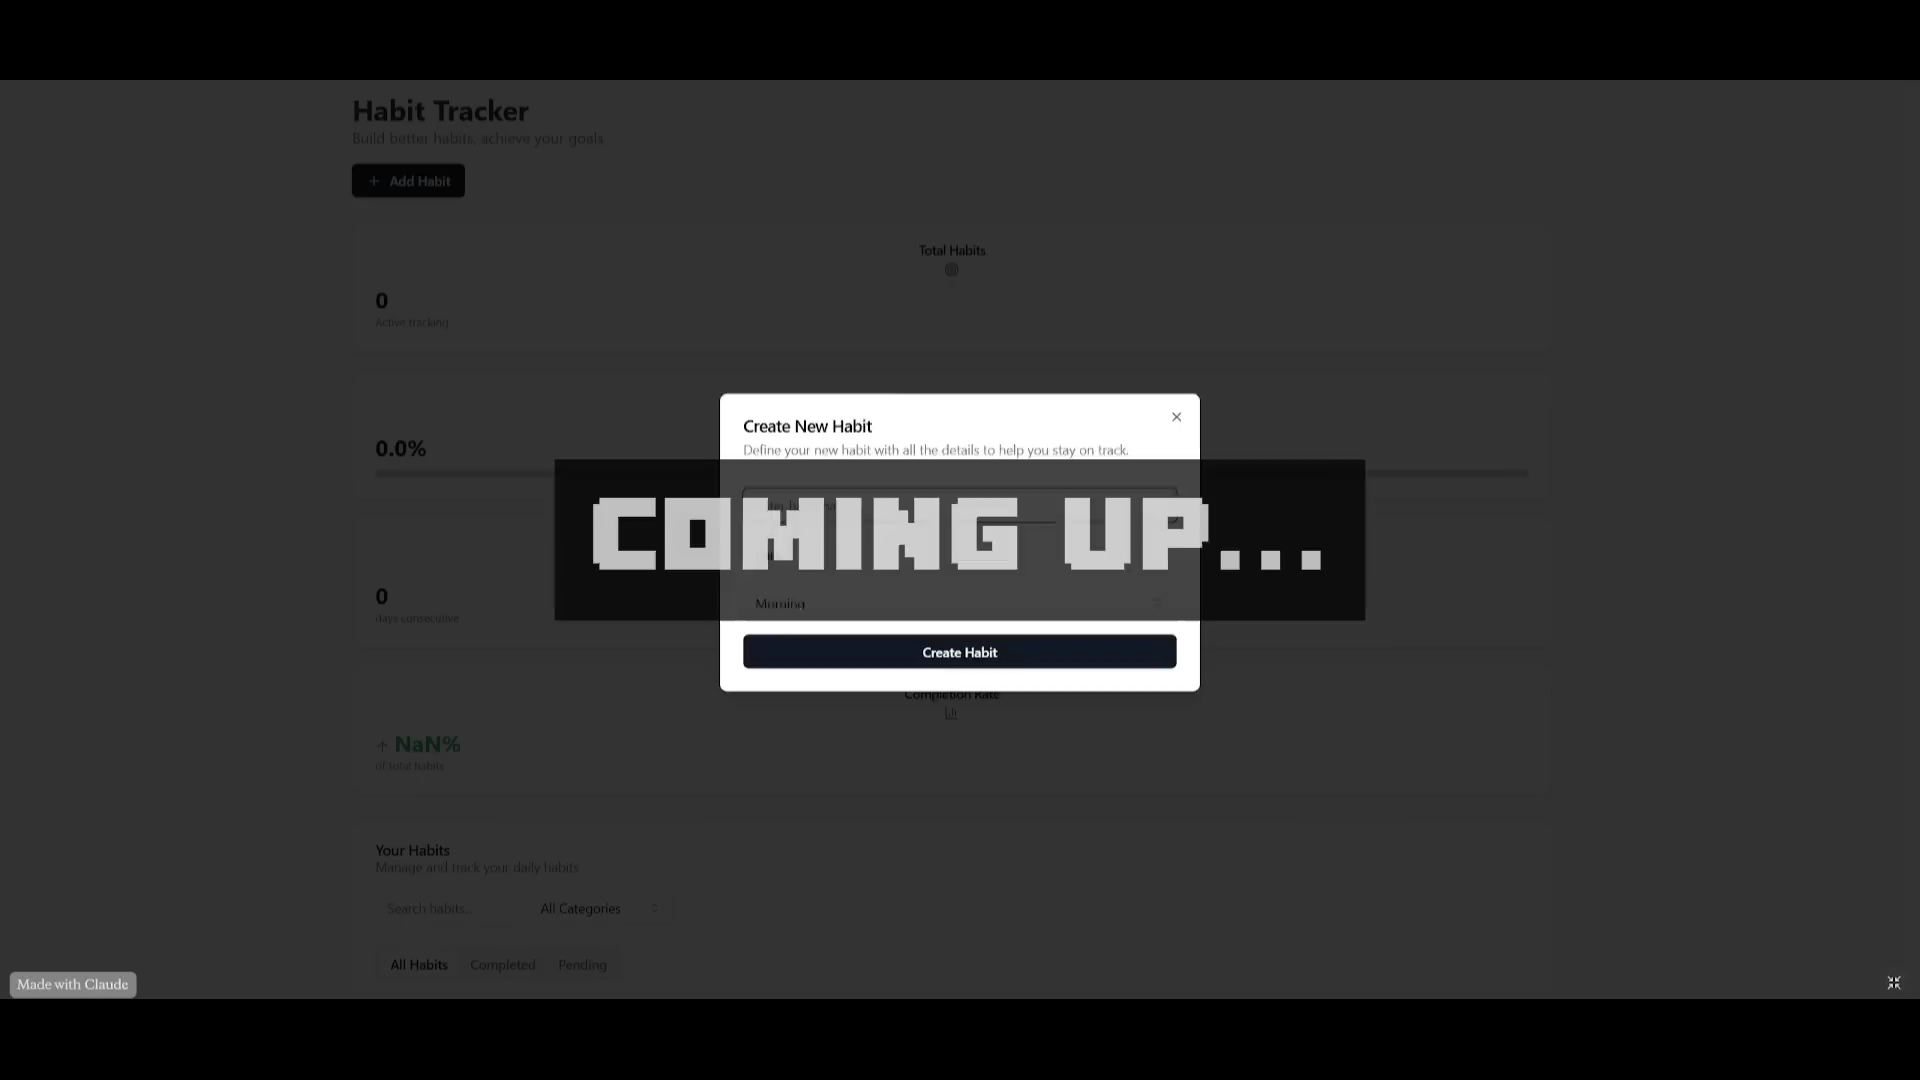 Habit Tracker
Build better habits, achieve your goals
+ Add Habit
Total Habits
0
Active tracking
Create New Habit
Define your new habit with all the details to help you stay on track.
0.0%
COMING UP...
0
days consecutive
Morning
Create Habit
Completion Rate
↑ NaN%
of total habits
Your Habits
Manage and track your daily habits
Search habits... All Categories
All Habits Completed Pending
Made with Claude